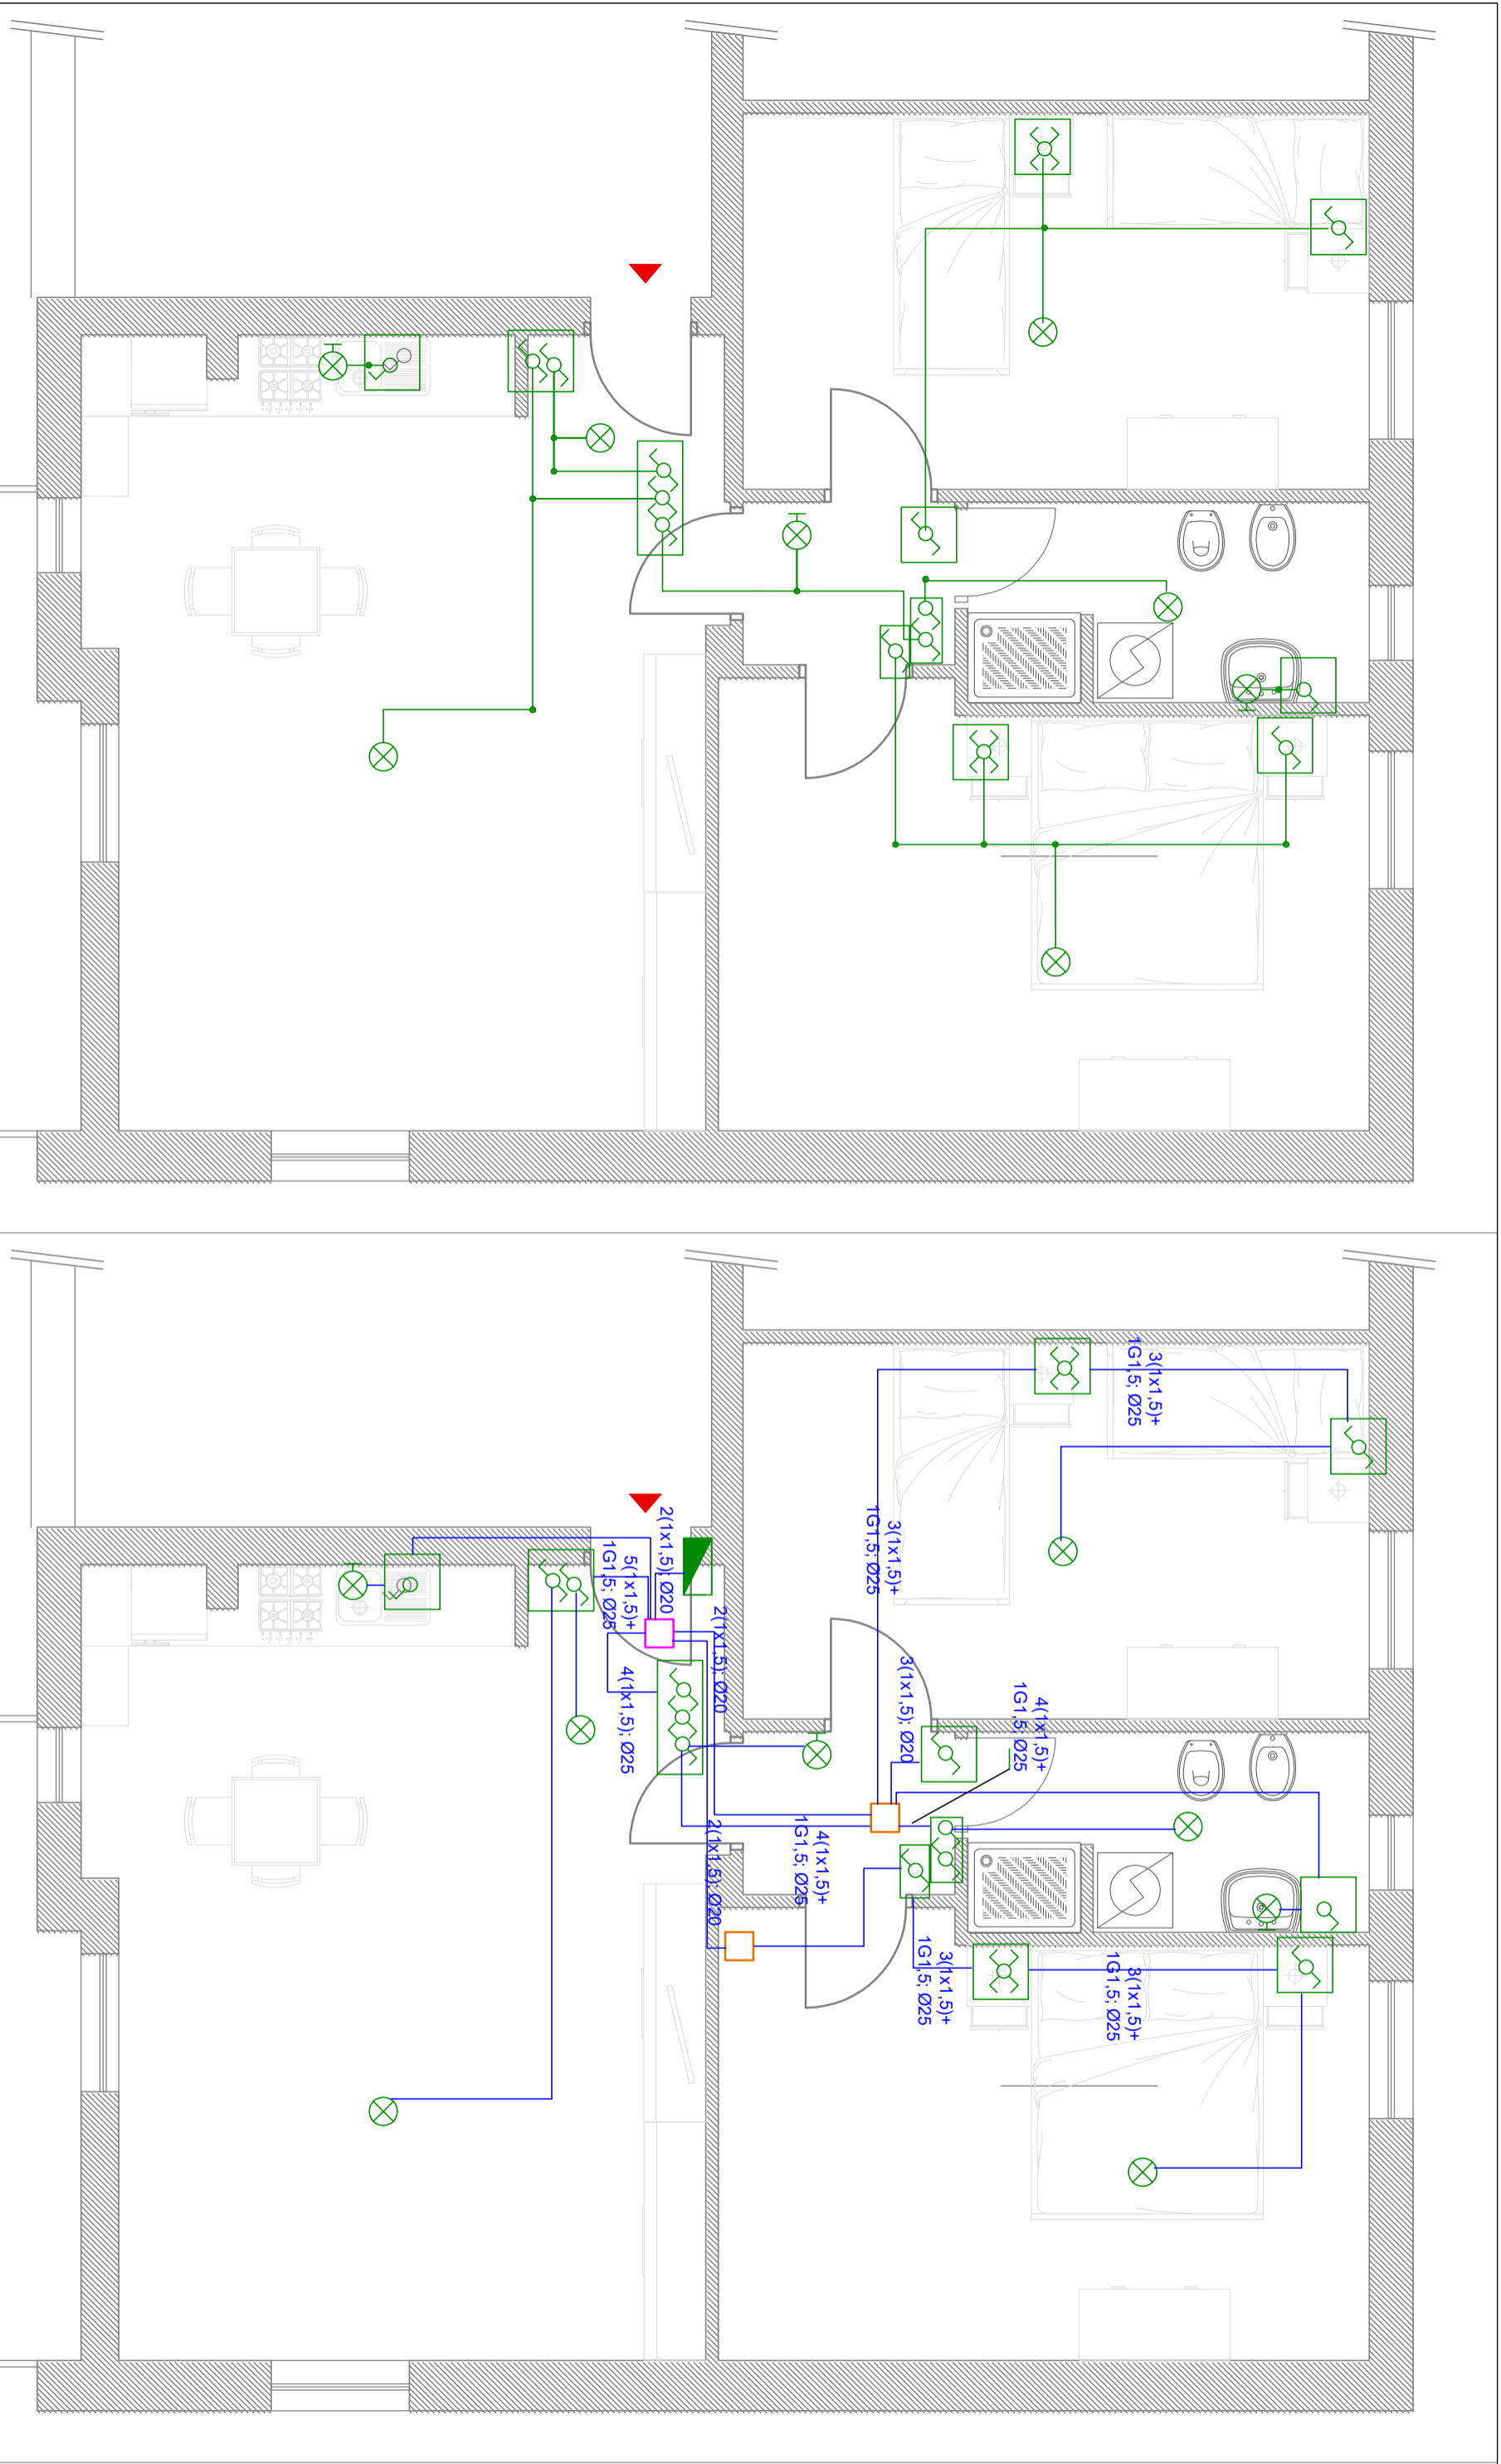 3(1x1,5)+
1G1,5; Ø25
3(1x1,5)+
1G1,5; Ø25
2(1x1,5); Ø20
5(1x1,5)+
1G1,5; Ø25
2(1x1,5); Ø20
4(1x1,5); Ø25
3(1x1,5); Ø20
4(1x1,5)+
1G1,5; Ø25
4(1x1,5)+
1G1,5; Ø25
2(1x1,5); Ø20
3(1x1,5)+
1G1,5; Ø25
3(1x1,5)+
1G1,5; Ø25